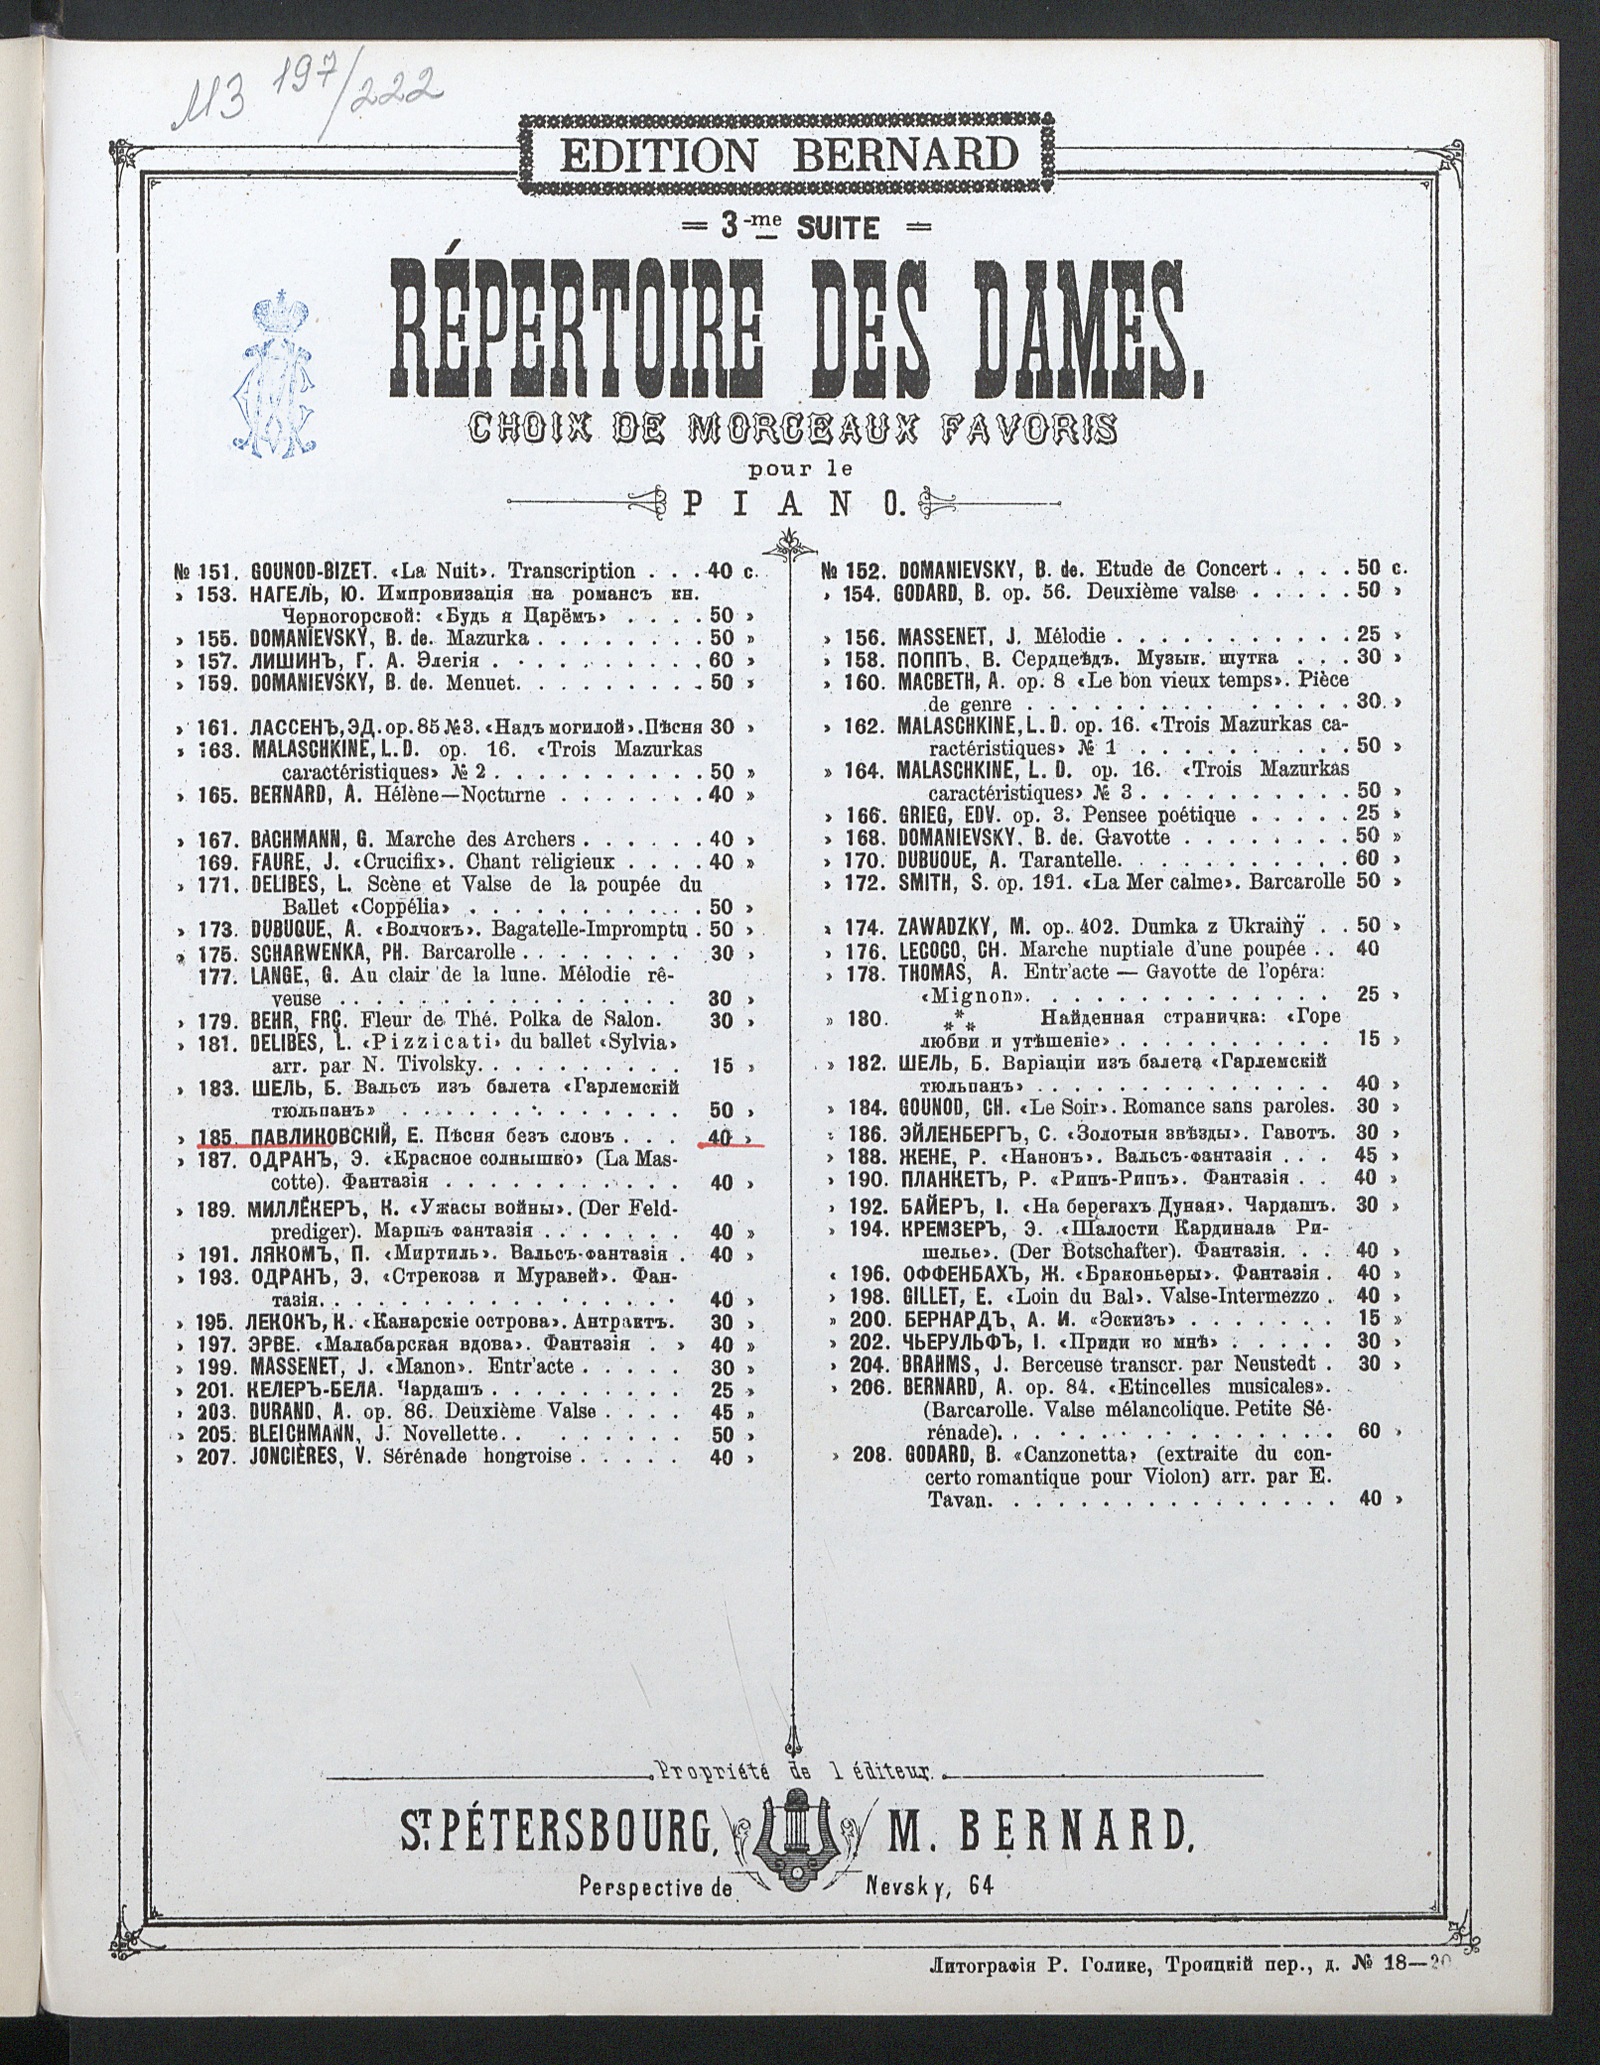 МЗ 197/222
EDITION BERNARD
= 3-me SUITE =
RÉPERTOIRE DES DAMES.
CHOIX DE MORCEAUX FAVORIS
pour le
PIANO.
№ 151. GOUNOD-BIZET. «La Nuit». Transcription . . . 40 c.
» 153. НАГЕЛЬ, Ю. Импровизація на романсъ кн.
Черногорской: «Будь я Царёмъ» . . . . 50 »
» 155. DOMANIEVSKY, B. de. Mazurka . . . . . . . . 50 »
» 157. ЛИШИНЪ, Г. А. Элегія . . . . . . . . . . 60 »
» 159. DOMANIEVSKY, B. de. Menuet. . . . . . . . . 50 »
» 161. ЛАССЕНЪ, ЭД. ор. 85 №3. «Надъ могилой». Пѣсня 30 »
» 163. MALASCHKINE, L. D. op. 16. «Trois Mazurkas
caractéristiques» № 2 . . . . . . . . . . 50 »
» 165. BERNARD, A. Hélène—Nocturne . . . . . . . 40 »
» 167. BACHMANN, G. Marche des Archers . . . . . . 40 »
169. FAURE, J. «Crucifix». Chant religieux . . . . 40 »
» 171. DELIBES, L. Scène et Valse de la poupée du
Ballet «Coppélia» . . . . . . . . . . . 50 »
» 173. DUBUQUE, A. «Волчокъ». Bagatelle-Impromptu . 50 »
» 175. SCHARWENKA, PH. Barcarolle . . . . . . . . 30 »
177. LANGE, G. Au clair de la lune. Mélodie rê-
veuse . . . . . . . . . . . . . . . . 30 »
» 179. BEHR, FRÇ. Fleur de Thé. Polka de Salon. 30 »
» 181. DELIBES, L. «Pizzicati» du ballet «Sylvia»
arr. par N. Tivolsky. . . . . . . . . . 15 »
» 183. ШЕЛЬ, Б. Вальсъ изъ балета «Гарлемскій
тюльпанъ» . . . . . . . . . . . . . . 50 »
» 185. ПАВЛИКОВСКІЙ, Е. Пѣсня безъ словъ . . . 40 »
» 187. ОДРАНЪ, Э. «Красное солнышко» (La Mas-
cotte). Фантазія . . . . . . . . . . . . 40 »
» 189. МИЛЛЁКЕРЪ, К. «Ужасы войны». (Der Feld-
prediger). Маршъ фантазія . . . . . . . 40 »
» 191. ЛЯКОМЪ, П. «Миртиль». Вальсъ-фантазія . 40 »
» 193. ОДРАНЪ, Э. «Стрекоза и Муравей». Фан-
тазія. . . . . . . . . . . . . . . . . 40 »
» 195. ЛЕКОКЪ, К. «Канарскіе острова». Антрактъ. 30 »
» 197. ЭРВЕ. «Малабарская вдова». Фантазія . » 40 »
» 199. MASSENET, J. «Manon». Entr'acte . . . . . 30 »
» 201. КЕЛЕРЪ-БЕЛА. Чардашъ . . . . . . . . . . 25 »
» 203. DURAND, A. op. 86. Deuxième Valse . . . . 45 »
» 205. BLEICHMANN, J. Novellette. . . . . . . . . 50 »
» 207. JONCIÈRES, V. Sérénade hongroise . . . . . 40 »
№ 152. DOMANIEVSKY, B. de. Etude de Concert . . . . 50 c.
» 154. GODARD, B. op. 56. Deuxième valse . . . . . 50 »
» 156. MASSENET, J. Mélodie . . . . . . . . . . . 25 »
» 158. ПОППЪ, В. Сердцеѣдъ. Музык. шутка . . . 30 »
» 160. MACBETH, A. op. 8 «Le bon vieux temps». Pièce
de genre . . . . . . . . . . . . . . . 30 »
» 162. MALASCHKINE, L. D. op. 16. «Trois Mazurkas ca-
ractéristiques» № 1 . . . . . . . . . . 50 »
» 164. MALASCHKINE, L. D. op. 16. «Trois Mazurkas
caractéristiques» № 3 . . . . . . . . . . 50 »
» 166. GRIEG, EDV. op. 3. Pensee poétique . . . . . 25 »
» 168. DOMANIEVSKY, B. de. Gavotte . . . . . . . . 50 »
» 170. DUBUQUE, A. Tarantelle. . . . . . . . . . . 60 »
» 172. SMITH, S. op. 191. «La Mer calme». Barcarolle 50 »
» 174. ZAWADZKY, M. op. 402. Dumka z Ukrainÿ . . 50 »
» 176. LECOCQ, CH. Marche nuptiale d'une poupée . . 40
» 178. THOMAS, A. Entr'acte — Gavotte de l'opéra:
«Mignon». . . . . . . . . . . . . . 25 »
» 180. *** Найденная страничка: «Горе
любви и утѣшеніе» . . . . . . . . . . 15 »
» 182. ШЕЛЬ, Б. Варіаціи изъ балета «Гарлемскій
тюльпанъ» . . . . . . . . . . . . . . 40 »
» 184. GOUNOD, CH. «Le Soir». Romance sans paroles. 30 »
» 186. ЭЙЛЕНБЕРГЪ, С. «Золотыя звѣзды». Гавотъ. 30 »
» 188. ЖЕНЕ, Р. «Нанонъ». Вальсъ-фантазія . . . 45 »
» 190. ПЛАНКЕТЪ, Р. «Рипъ-Рипъ». Фантазія . . 40 »
» 192. БАЙЕРЪ, І. «На берегахъ Дуная». Чардашъ. 30 »
» 194. КРЕМЗЕРЪ, Э. «Шалости Кардинала Ри-
шелье». (Der Botschafter). Фантазія. . . 40 »
« 196. ОФФЕНБАХЪ, Ж. «Браконьеры». Фантазія . 40 »
» 198. GILLET, E. «Loin du Bal». Valse-Intermezzo . 40 »
» 200. БЕРНАРДЪ, А. И. «Эскизъ» . . . . . . . 15 »
» 202. ЧЬЕРУЛЬФЪ, І. «Приди ко мнѣ» . . . . . 30 »
» 204. BRAHMS, J. Berceuse transcr. par Neustedt . 30 »
» 206. BERNARD, A. op. 84. «Etincelles musicales».
(Barcarolle. Valse mélancolique. Petite Sé-
rénade). . . . . . . . . . . . . . . . 60 »
» 208. GODARD, B. «Canzonetta» (extraite du con-
certo romantique pour Violon) arr. par E.
Tavan. . . . . . . . . . . . . . . . 40 »
Propriété de l éditeur.
ST. PÉTERSBOURG, M. BERNARD.
Perspective de Nevsky, 64
Литографія Р. Голике, Троицкій пер., д. № 18—20